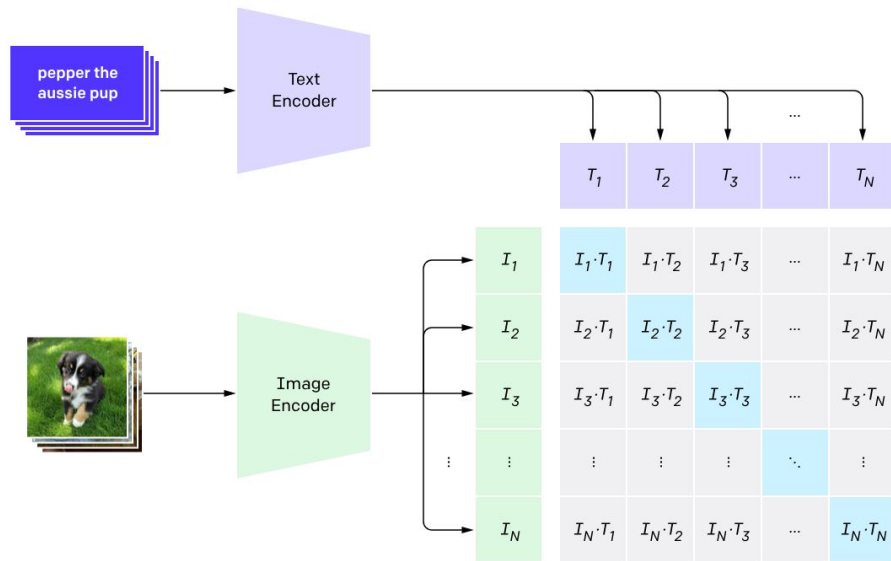 pepper the
aussie pup
Text
Encoder
...
T1 T2 T3 ... TN
I1 I1·T1 I1·T2 I1·T3 ... I1·TN
I2 I2·T1 I2·T2 I2·T3 ... I2·TN
Image
Encoder
I3 I3·T1 I3·T2 I3·T3 ... I3·TN
⋮ ⋮ ⋮ ⋮ ⋮ ⋱ ⋮
IN IN·T1 IN·T2 IN·T3 ... IN·TN